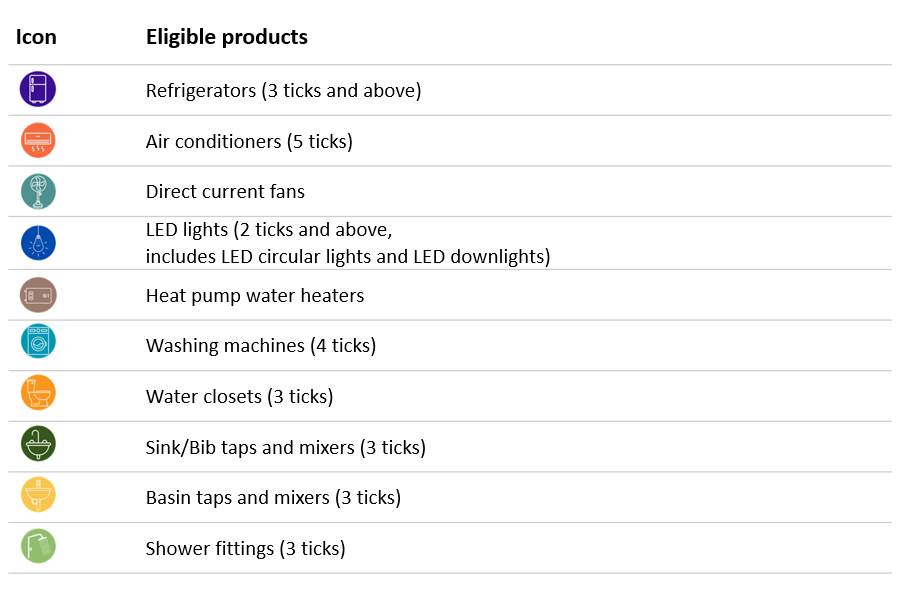 Icon Eligible products
Refrigerators (3 ticks and above)
Air conditioners (5 ticks)
Direct current fans
LED lights (2 ticks and above,
includes LED circular lights and LED downlights)
Heat pump water heaters
Washing machines (4 ticks)
Water closets (3 ticks)
Sink/Bib taps and mixers (3 ticks)
Basin taps and mixers (3 ticks)
Shower fittings (3 ticks)